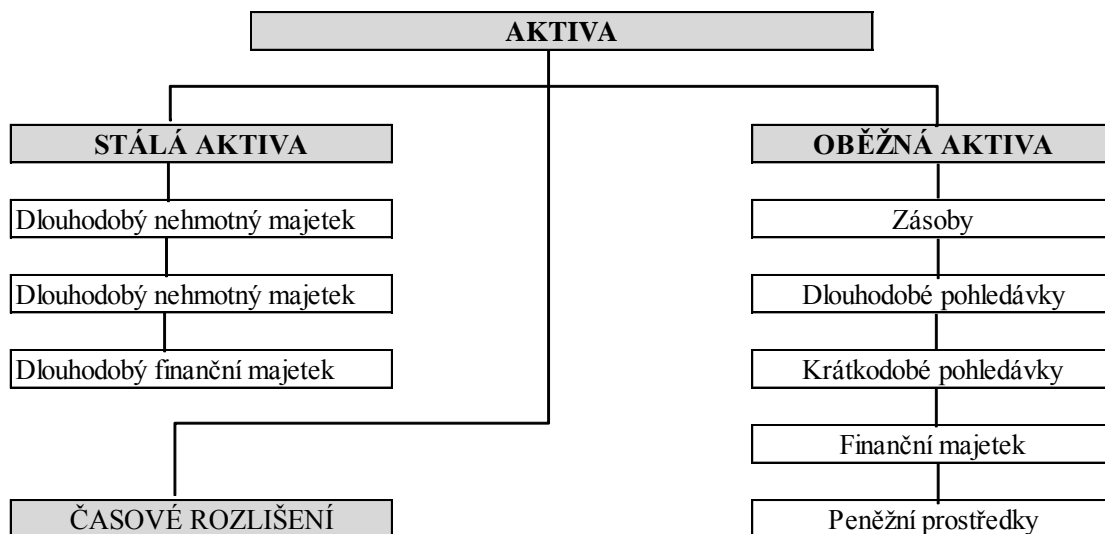 AKTIVA
STÁLÁ AKTIVA
Dlouhodobý nehmotný majetek
Dlouhodobý nehmotný majetek
Dlouhodobý finanční majetek
ČASOVÉ ROZLIŠENÍ
OBĚŽNÁ AKTIVA
Zásoby
Dlouhodobé pohledávky
Krátkodobé pohledávky
Finanční majetek
Peněžní prostředky